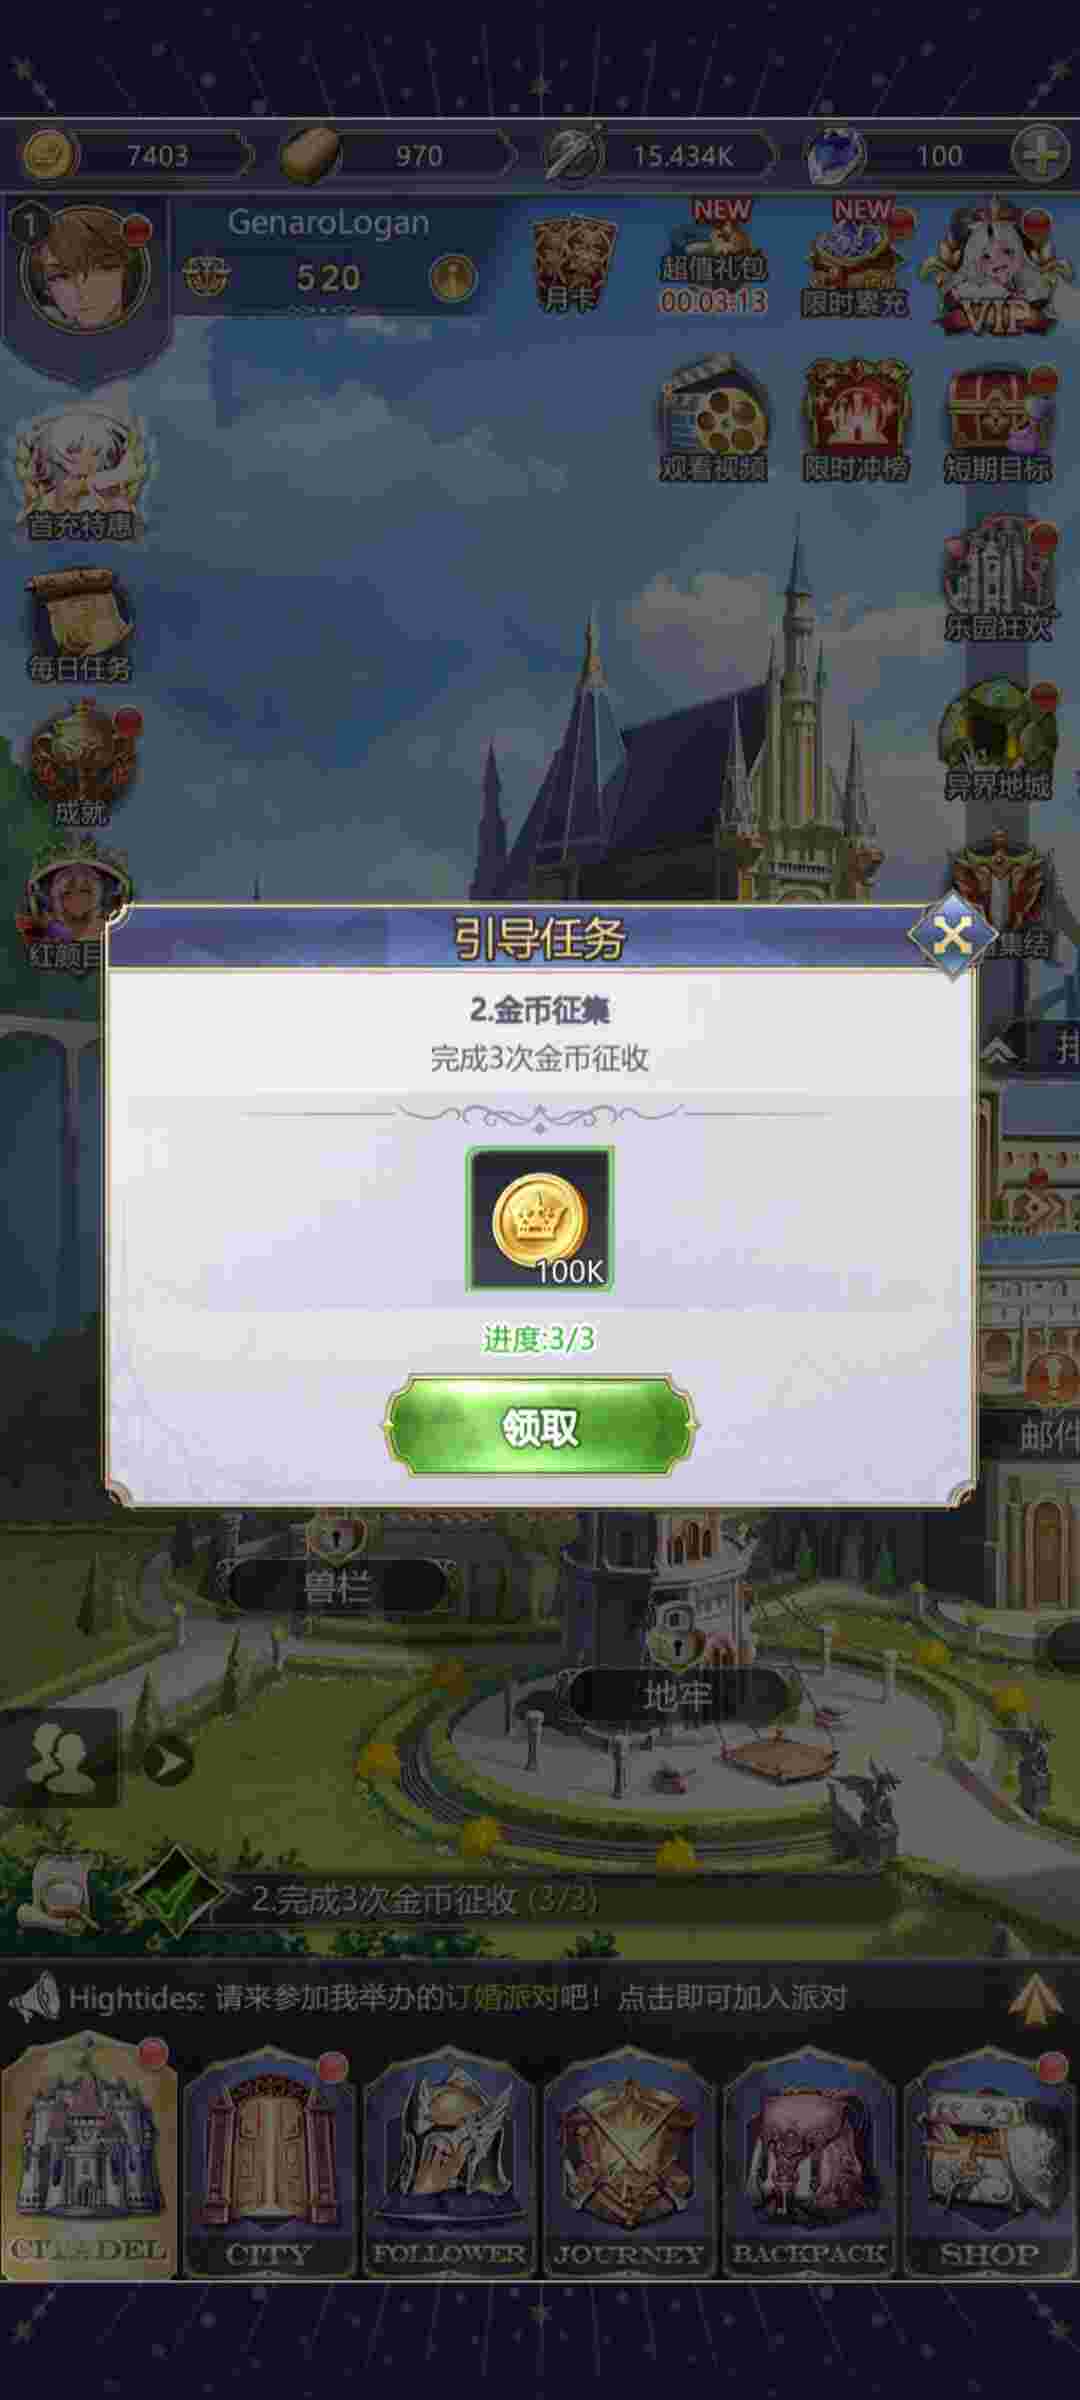 7403
970
15.434K
100
1
GenaroLogan
520
月卡
NEW
超值礼包
00:03:13
NEW
限时累充
VIP
观看视频
限时冲榜
短期目标
首充特惠
乐园狂欢
每日任务
异界地城
成就
集结
引导任务
2.金币征集
完成3次金币征收
100K
进度:3/3
领取
邮件
兽栏
地牢
2.完成3次金币征收 (3/3)
Hightides: 请来参加我举办的订婚派对吧！点击即可加入派对
CITADEL
CITY
FOLLOWER
JOURNEY
BACKPACK
SHOP